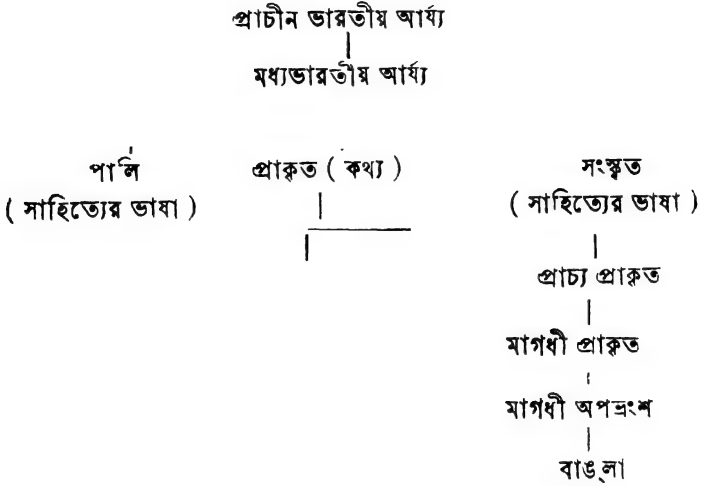 প্রাচীন ভারতীয় আর্য্য
মধ্যভারতীয় আর্য্য
পালি প্রাকৃত ( কথ্য ) সংস্কৃত
( সাহিত্যের ভাষা ) ( সাহিত্যের ভাষা )
প্রাচ্য প্রাকৃত
মাগধী প্রাকৃত
মাগধী অপভ্রংশ
বাঙ্‌লা